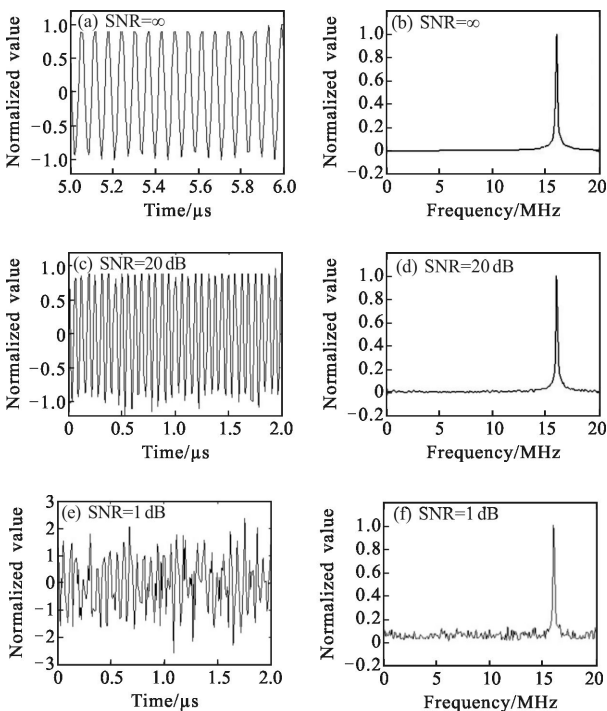 (a) SNR=∞
Normalized value
1.0
0.5
0
−0.5
−1.0
5.0 5.2 5.4 5.6 5.8 6.0
Time/μs
(b) SNR=∞
Normalized value
1.0
0.8
0.6
0.4
0.2
0
−0.2
0 5 10 15 20
Frequency/MHz
(c) SNR=20 dB
Normalized value
1.0
0.5
0
−0.5
−1.0
0 0.5 1.0 1.5 2.0
Time/μs
(d) SNR=20 dB
Normalized value
1.0
0.8
0.6
0.4
0.2
0
−0.2
0 5 10 15 20
Frequency/MHz
(e) SNR=1 dB
Normalized value
3
2
1
0
−1
−2
−3
0 0.5 1.0 1.5 2.0
Time/μs
(f) SNR=1 dB
Normalized value
1.0
0.8
0.6
0.4
0.2
0
−0.2
0 5 10 15 20
Frequency/MHz